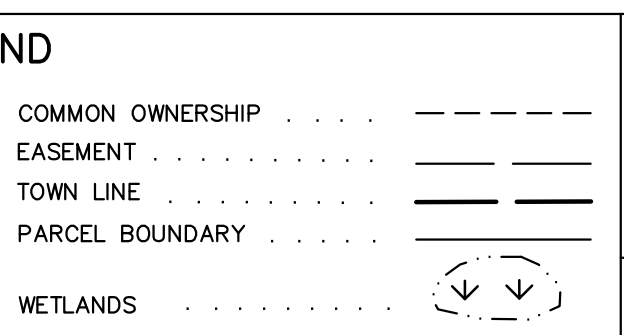 ND
COMMON OWNERSHIP . . . .
EASEMENT . . . . . . . . . .
TOWN LINE . . . . . . . . .
PARCEL BOUNDARY . . . . .
WETLANDS . . . . . . . . .